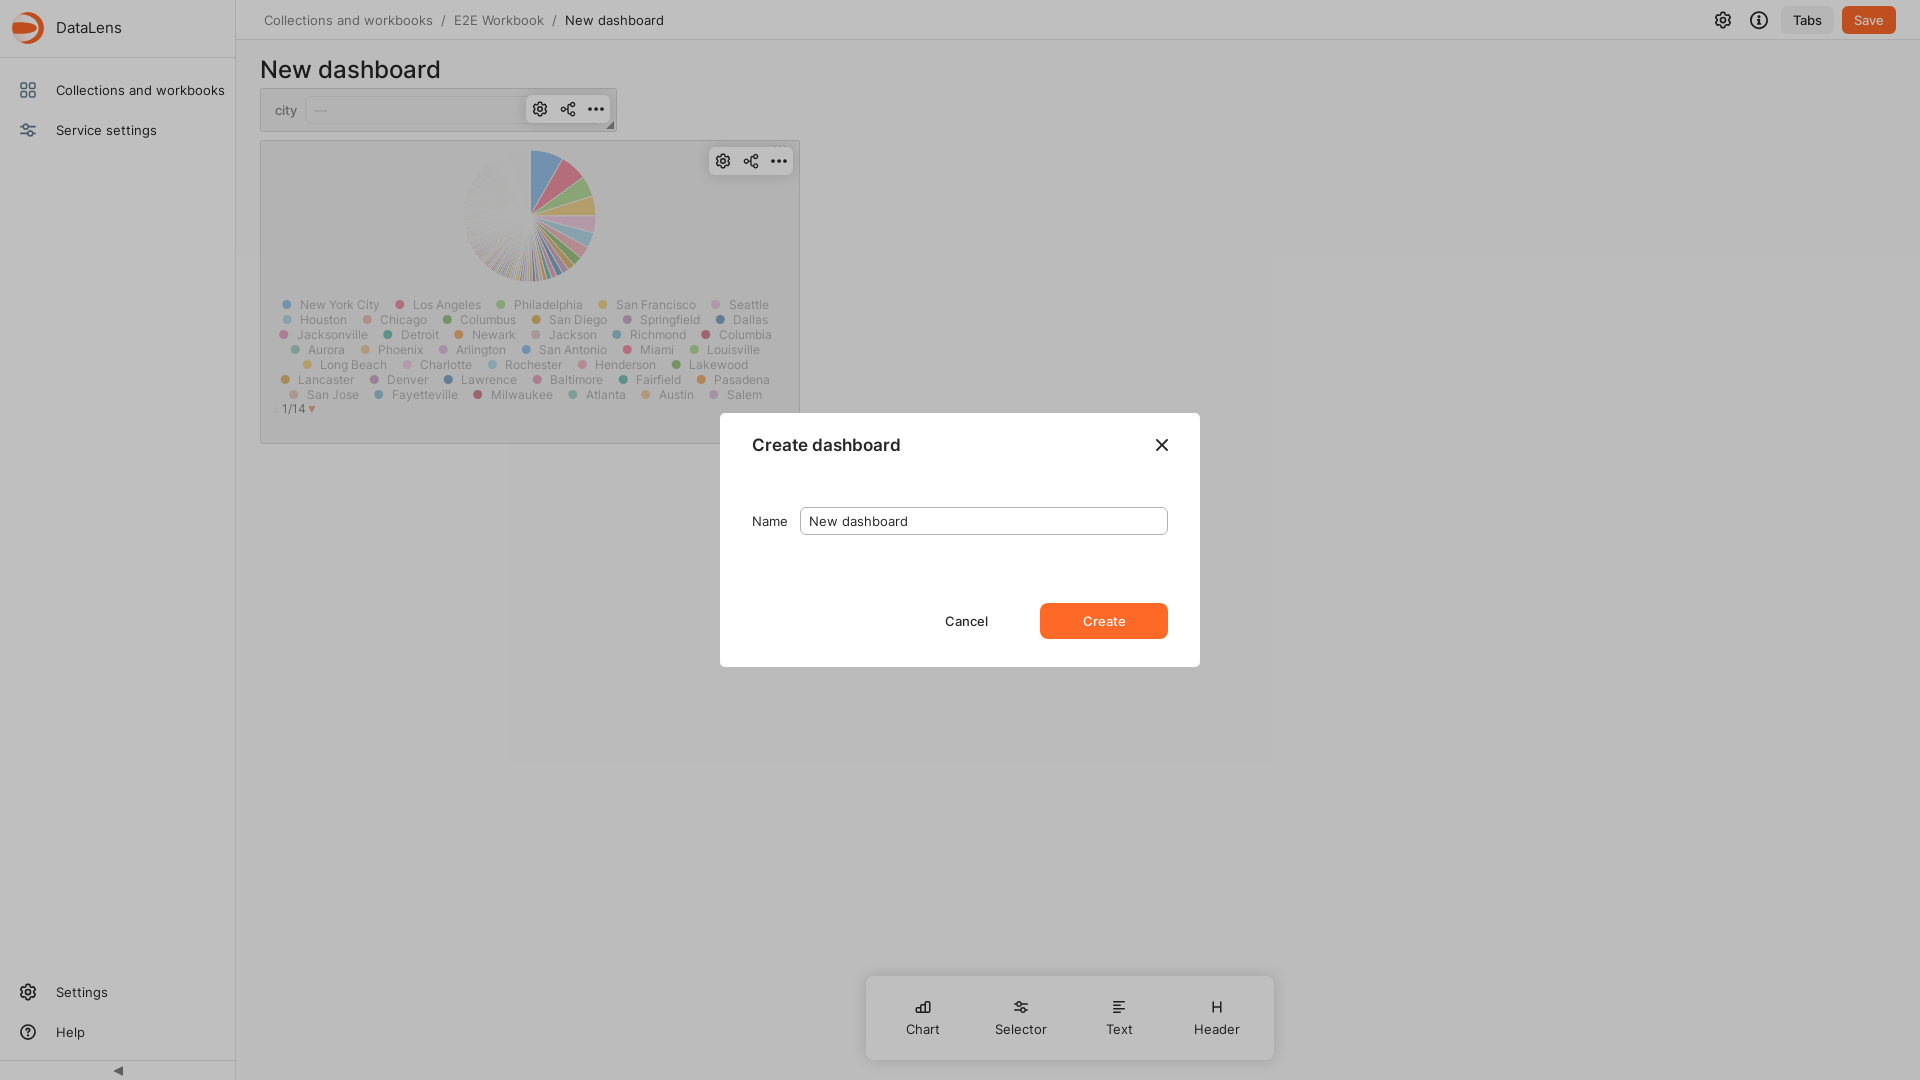 DataLens
Collections and workbooks / E2E Workbook / New dashboard
Tabs
Save
Collections and workbooks
Service settings
New dashboard
city —
New York City Los Angeles Philadelphia San Francisco Seattle
Houston Chicago Columbus San Diego Springfield Dallas
Jacksonville Detroit Newark Jackson Richmond Columbia
Aurora Phoenix Arlington San Antonio Miami Louisville
Long Beach Charlotte Rochester Henderson Lakewood
Lancaster Denver Lawrence Baltimore Fairfield Pasadena
San Jose Fayetteville Milwaukee Atlanta Austin Salem
1/14
Create dashboard
Name New dashboard
Cancel Create
Settings
Help
Chart Selector Text Header